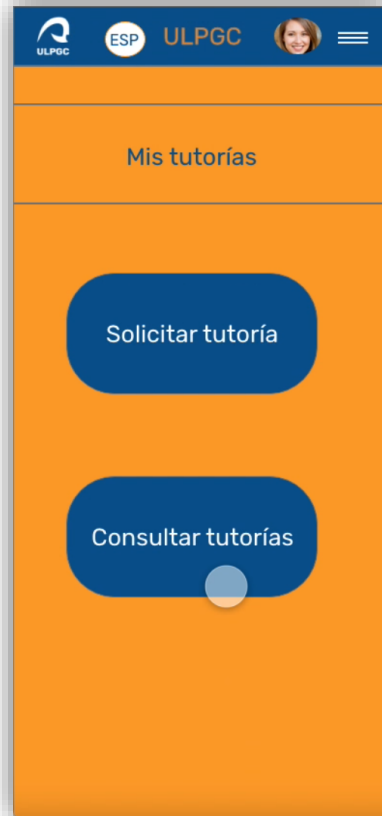 ULPGC
ESP
ULPGC
Mis tutorías
Solicitar tutoría
Consultar tutorías